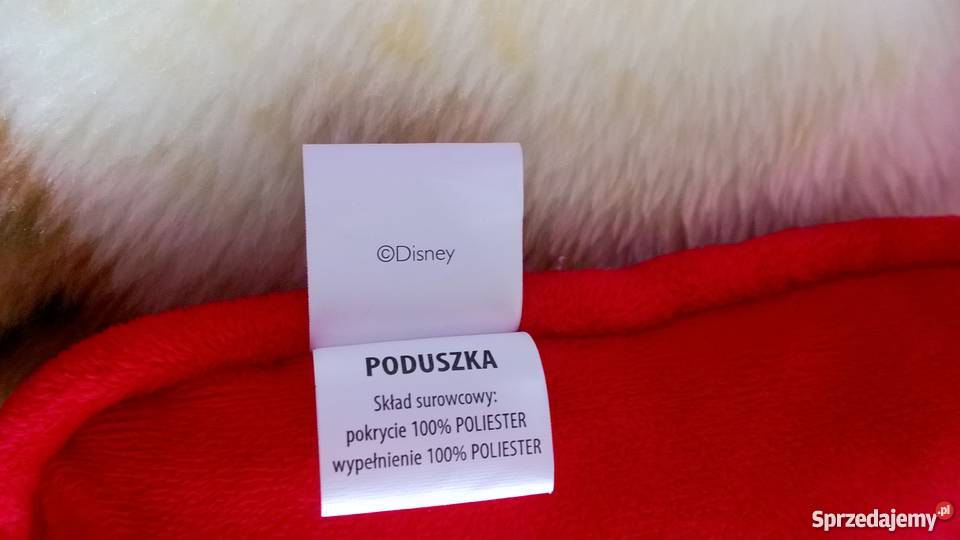 ©Disney
PODUSZKA
Skład surowcowy:
pokrycie 100% POLIESTER
wypełnienie 100% POLIESTER
Sprzedajemy.pl